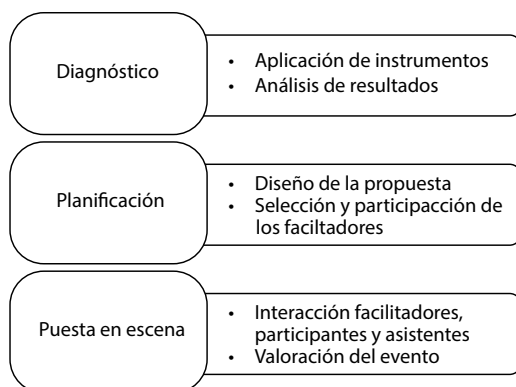 Diagnóstico
• Aplicación de instrumentos
• Análisis de resultados
Planificación
• Diseño de la propuesta
• Selección y participacción de
los faciltadores
Puesta en escena
• Interacción facilitadores,
participantes y asistentes
• Valoración del evento